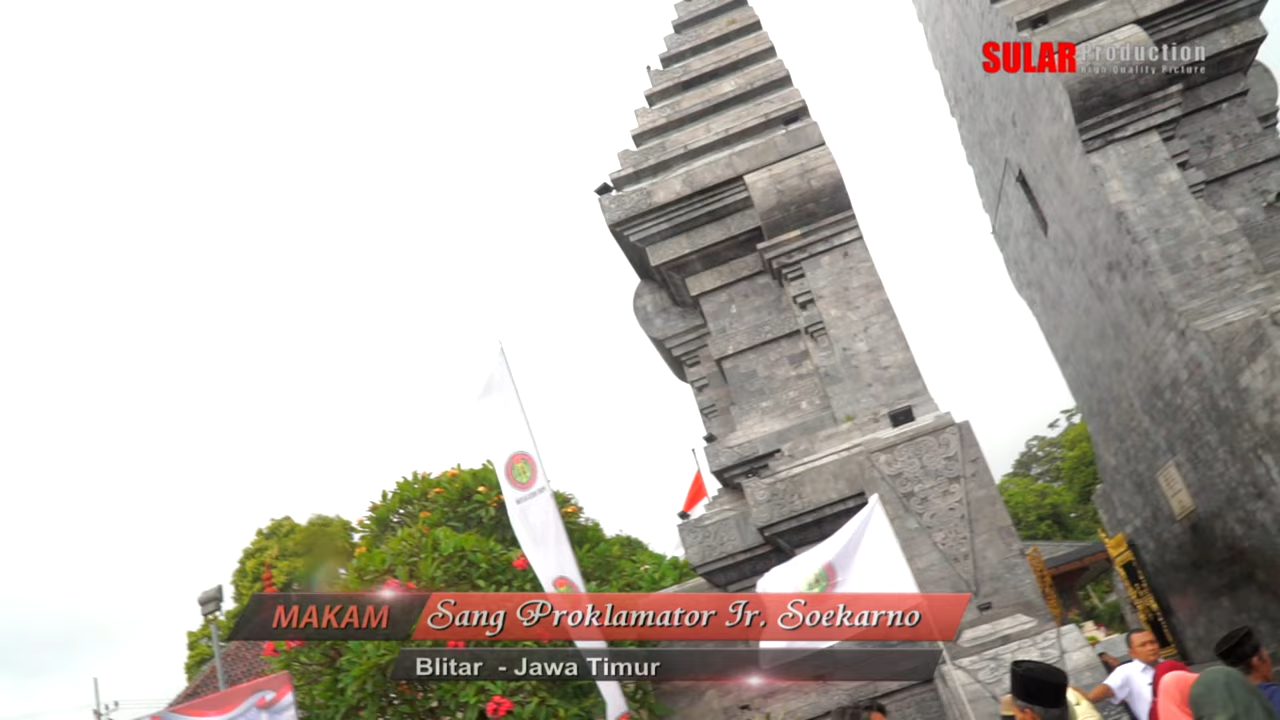 SULAR Production
High Quality Picture
MAKAM Sang Proklamator Ir. Soekarno
Blitar - Jawa Timur